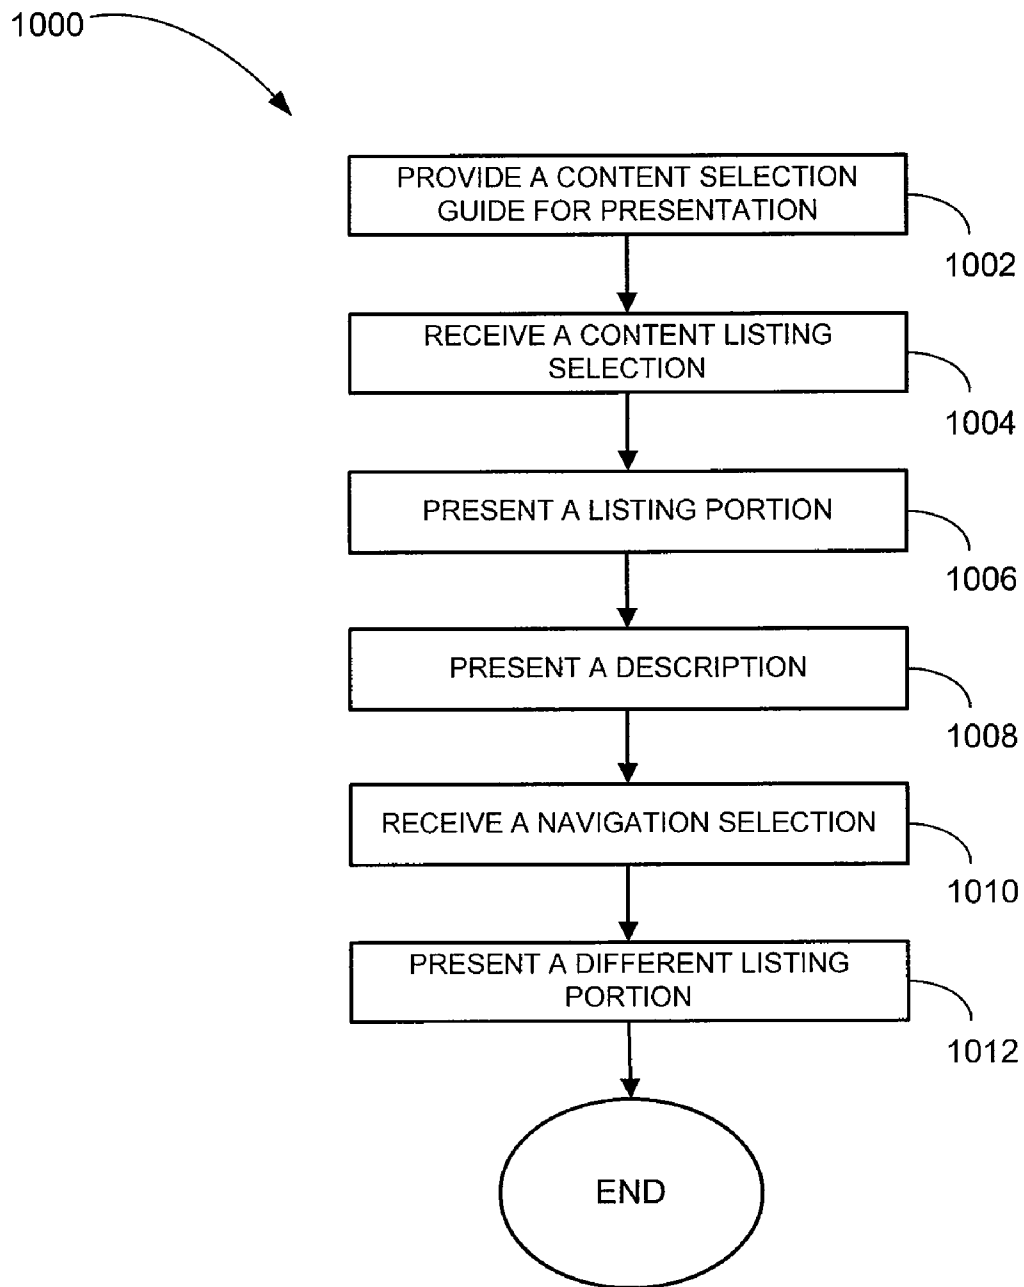 1000
PROVIDE A CONTENT SELECTION
GUIDE FOR PRESENTATION
1002
RECEIVE A CONTENT LISTING
SELECTION
1004
PRESENT A LISTING PORTION
1006
PRESENT A DESCRIPTION
1008
RECEIVE A NAVIGATION SELECTION
1010
PRESENT A DIFFERENT LISTING
PORTION
1012
END